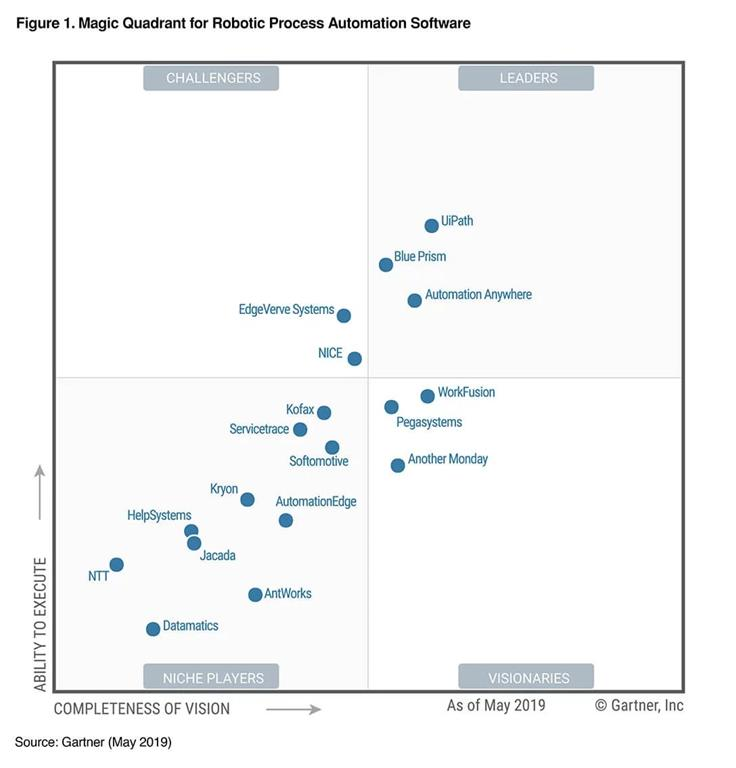 Figure 1. Magic Quadrant for Robotic Process Automation Software
CHALLENGERS
LEADERS
UiPath
Blue Prism
Automation Anywhere
EdgeVerve Systems
NICE
WorkFusion
Kofax
Pegasystems
Servicetrace
Softomotive
Another Monday
Kryon
AutomationEdge
HelpSystems
Jacada
NTT
AntWorks
Datamatics
NICHE PLAYERS
VISIONARIES
ABILITY TO EXECUTE
COMPLETENESS OF VISION
As of May 2019
© Gartner, Inc
Source: Gartner (May 2019)